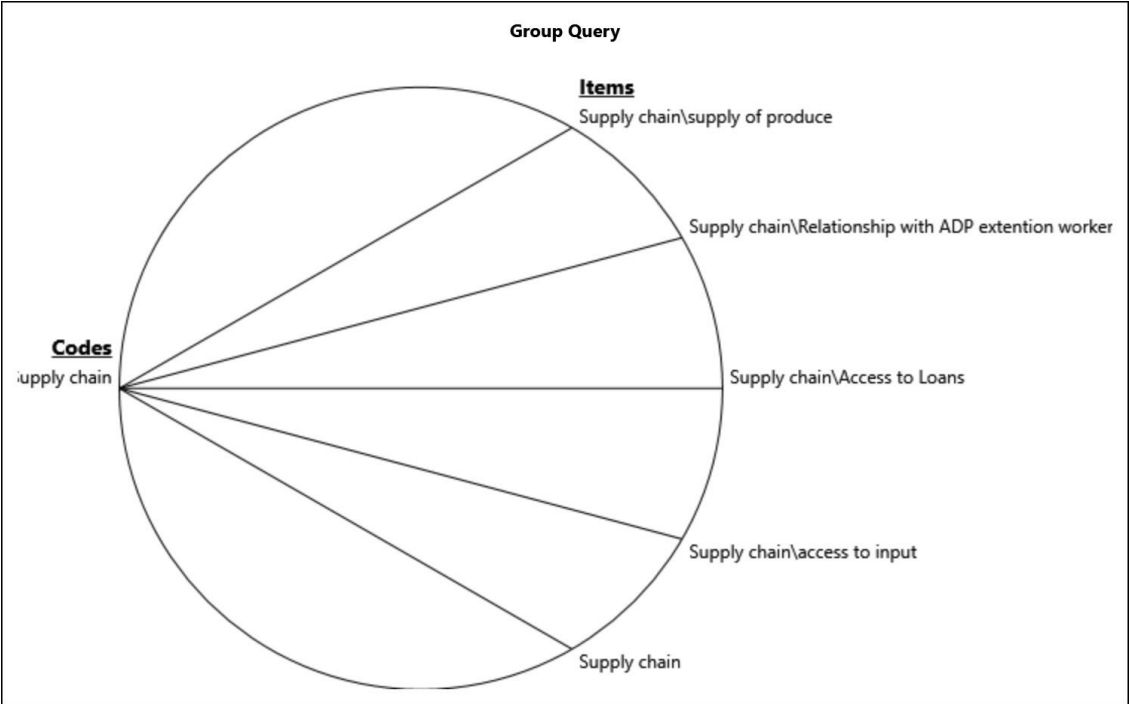 Group Query
Items
Supply chain\supply of produce
Supply chain\Relationship with ADP extention worker
Codes
upply chain
Supply chain\Access to Loans
Supply chain\access to input
Supply chain